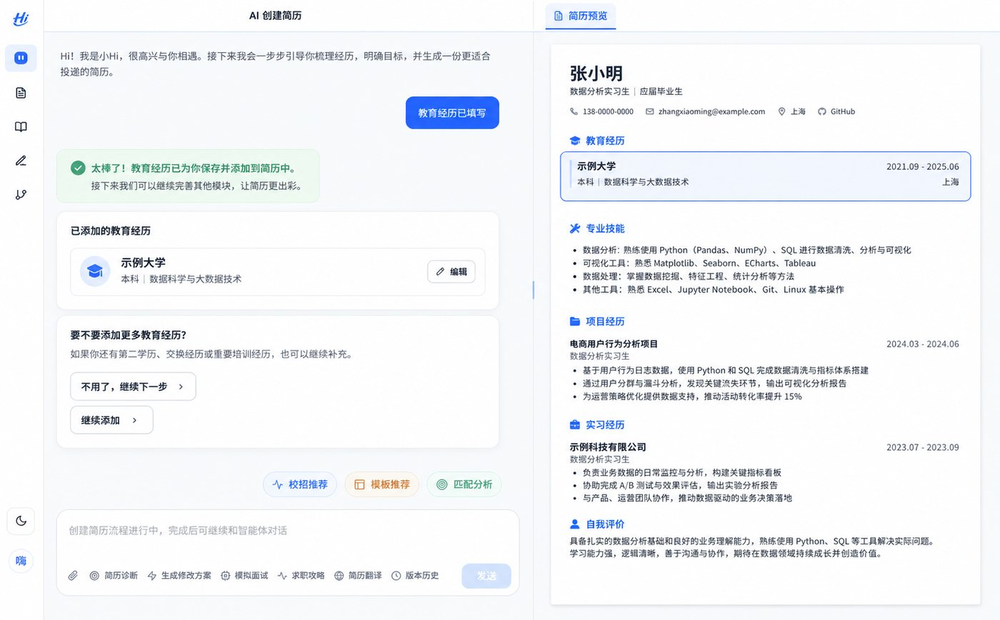 Hi
AI 创建简历
Hi！我是小Hi，很高兴与你相遇。接下来我会一步步引导你梳理经历，明确目标，并生成一份更适合
投递的简历。
教育经历已填写
太棒了！教育经历已为你保存并添加到简历中。
接下来我们可以继续完善其他模块，让简历更出彩。
已添加的教育经历
示例大学
本科｜数据科学与大数据技术
编辑
要不要添加更多教育经历？
如果你还有第二学历、交换经历或重要培训经历，也可以继续补充。
不用了，继续下一步
继续添加
校招推荐
模板推荐
匹配分析
创建简历流程进行中，完成后可继续和智能体对话
简历诊断
生成修改方案
模拟面试
求职攻略
简历翻译
版本历史
发送
嗨
简历预览
张小明
数据分析实习生｜应届毕业生
138-0000-0000 zhangxiaoming@example.com 上海 GitHub
教育经历
示例大学 2021.09 - 2025.06
本科｜数据科学与大数据技术 上海
专业技能
• 数据分析：熟练使用 Python（Pandas、NumPy）、SQL 进行数据清洗、分析与可视化
• 可视化工具：熟悉 Matplotlib、Seaborn、ECharts、Tableau
• 数据处理：掌握数据挖掘、特征工程、统计分析等方法
• 其他工具：熟悉 Excel、Jupyter Notebook、Git、Linux 基本操作
项目经历
电商用户行为分析项目 2024.03 - 2024.06
数据分析实习生
• 基于用户行为日志数据，使用 Python 和 SQL 完成数据清洗与指标体系搭建
• 通过用户分群与漏斗分析，发现关键流失环节，输出可视化分析报告
• 为运营策略优化提供数据支持，推动活动转化率提升 15%
实习经历
示例科技有限公司 2023.07 - 2023.09
数据分析实习生
• 负责业务数据的日常监控与分析，构建关键指标看板
• 协助完成 A/B 测试与效果评估，输出实验分析报告
• 与产品、运营团队协作，推动数据驱动的业务决策落地
自我评价
具备扎实的数据分析基础和良好的业务理解能力，熟练使用 Python、SQL 等工具解决实际问题。
学习能力强，逻辑清晰，善于沟通与协作，期待在数据领域持续成长并创造价值。